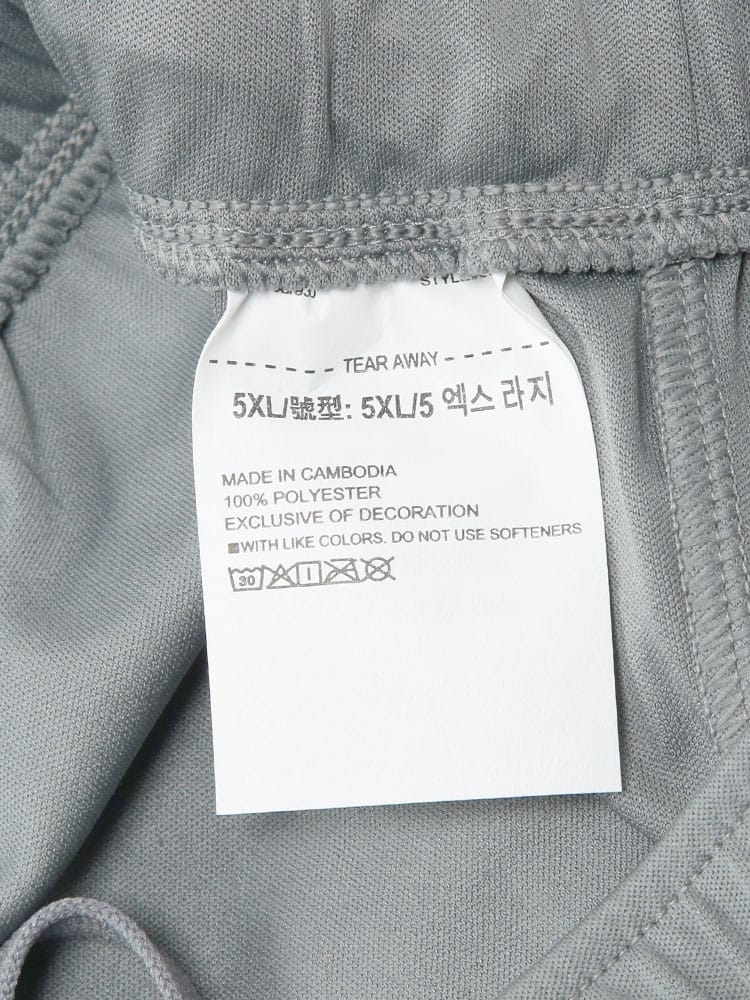 TEAR AWAY
5XL/號型: 5XL/5 엑스 라지
MADE IN CAMBODIA
100% POLYESTER
EXCLUSIVE OF DECORATION
WITH LIKE COLORS. DO NOT USE SOFTENERS
30